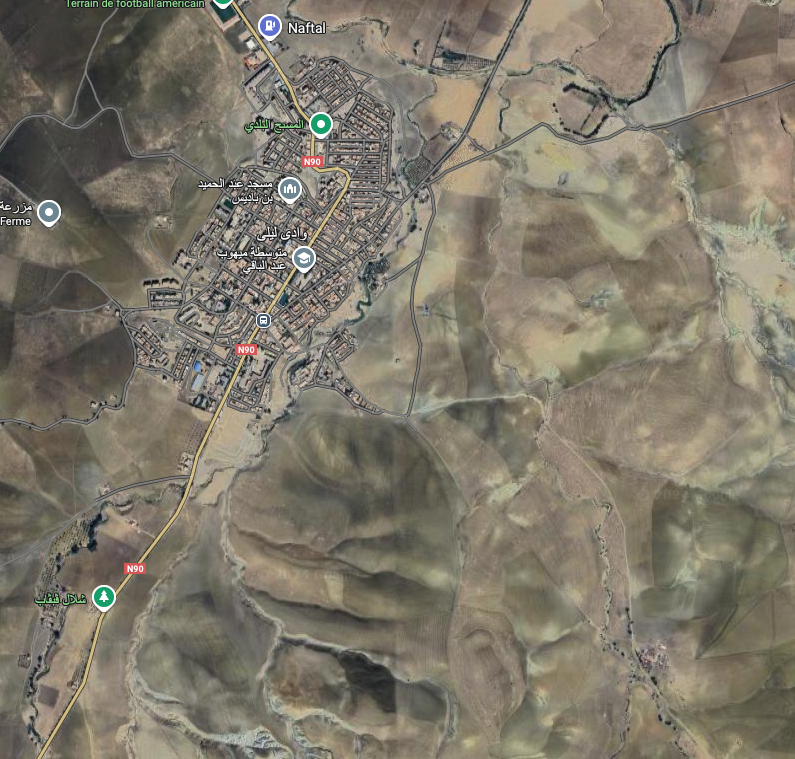 Terrain de football américain
Naftal
المسبح البلدي
N90
مسجد عبد الحميد
بن باديس
مزرعة
Ferme
وادي ليلي
متوسطة ميهوب
عبد الباقي
N90
N90
شلال قبقاب